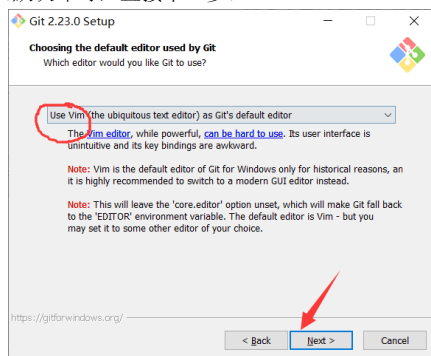 Git 2.23.0 Setup
Choosing the default editor used by Git
Which editor would you like Git to use?
Use Vim (the ubiquitous text editor) as Git's default editor
The Vim editor, while powerful, can be hard to use. Its user interface is
unintuitive and its key bindings are awkward.
Note: Vim is the default editor of Git for Windows only for historical reasons, an
it is highly recommended to switch to a modern GUI editor instead.
Note: This will leave the 'core.editor' option unset, which will make Git fall back
to the 'EDITOR' environment variable. The default editor is Vim - but you
may set it to some other editor of your choice.
https://gitforwindows.org/
< Back
Next >
Cancel